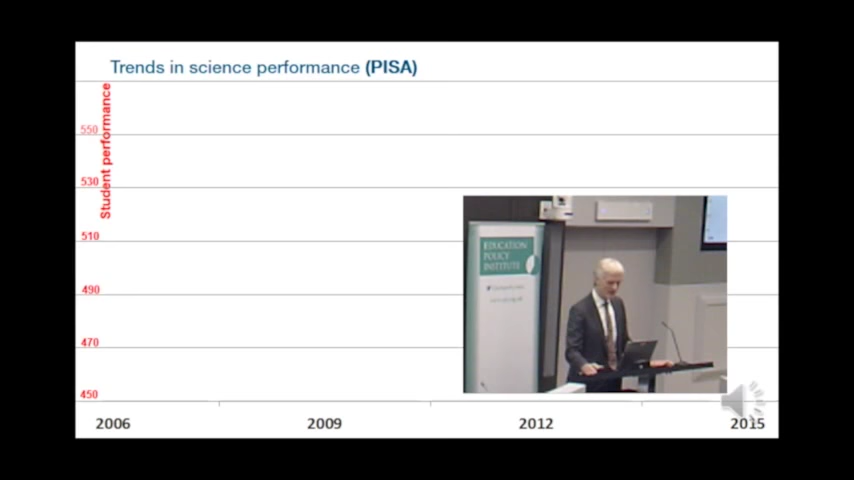 Trends in science performance (PISA)
Student performance
550
530
510
490
470
450
2006
2009
2012
2015
EDUCATION
POLICY
INSTITUTE